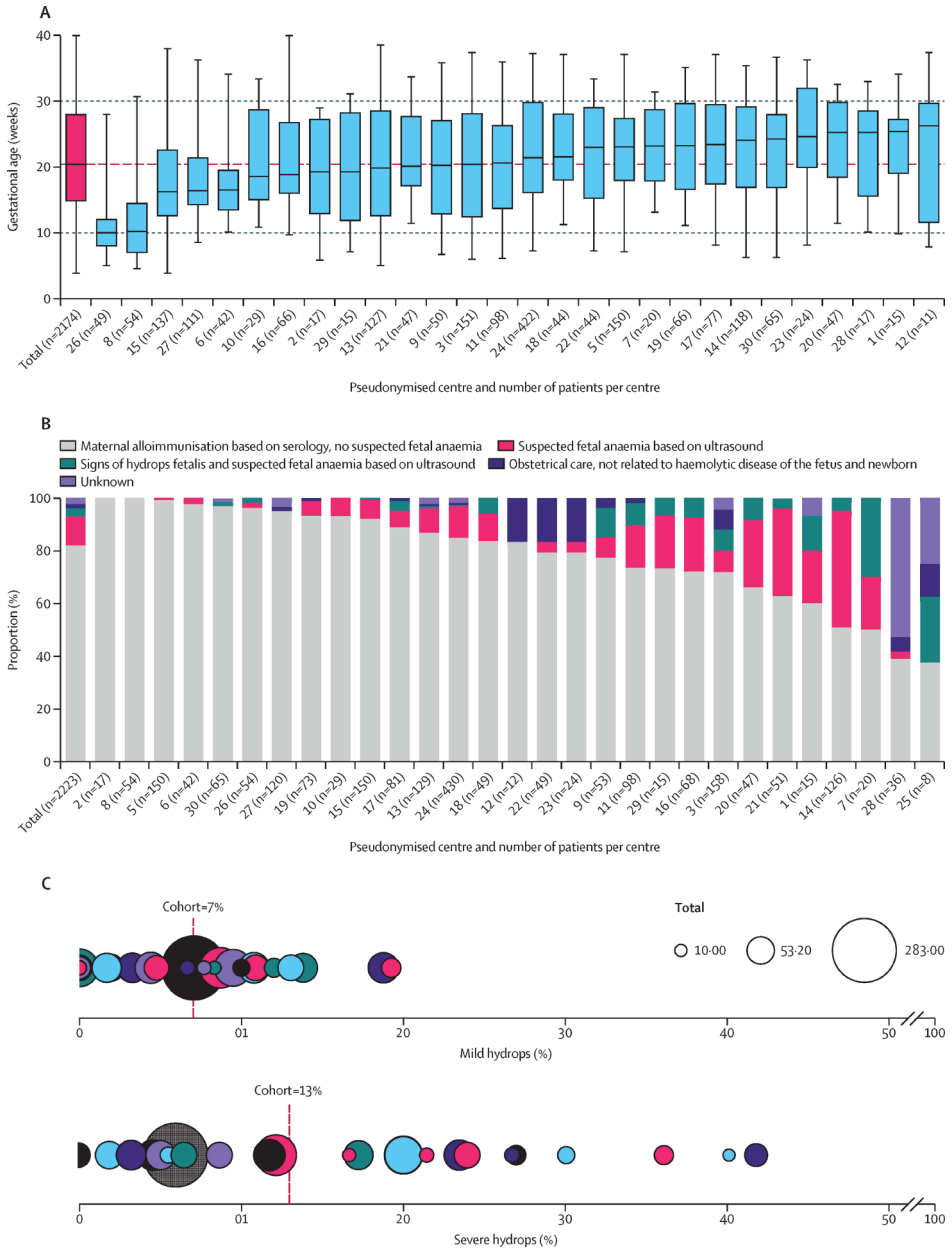 A
40
30
20
10
0
Gestational age (weeks)
Total (n=2174)
26 (n=49)
8 (n=54)
15 (n=137)
27 (n=111)
6 (n=42)
10 (n=29)
16 (n=66)
2 (n=17)
29 (n=15)
13 (n=127)
21 (n=47)
9 (n=50)
3 (n=151)
11 (n=98)
24 (n=422)
18 (n=44)
22 (n=44)
5 (n=150)
7 (n=20)
19 (n=66)
17 (n=77)
14 (n=118)
30 (n=65)
23 (n=24)
20 (n=47)
28 (n=17)
1 (n=15)
12 (n=11)
Pseudonymised centre and number of patients per centre
B
Maternal alloimmunisation based on serology, no suspected fetal anaemia
Suspected fetal anaemia based on ultrasound
Signs of hydrops fetalis and suspected fetal anaemia based on ultrasound
Obstetrical care, not related to haemolytic disease of the fetus and newborn
Unknown
100
80
60
40
20
0
Proportion (%)
Total (n=2223)
2 (n=17)
8 (n=54)
5 (n=150)
6 (n=42)
30 (n=65)
26 (n=54)
27 (n=120)
19 (n=73)
10 (n=29)
15 (n=150)
17 (n=81)
13 (n=129)
24 (n=430)
18 (n=49)
12 (n=12)
22 (n=49)
23 (n=24)
9 (n=53)
11 (n=98)
29 (n=15)
16 (n=68)
3 (n=158)
20 (n=47)
21 (n=51)
1 (n=15)
14 (n=126)
7 (n=20)
28 (n=36)
25 (n=8)
Pseudonymised centre and number of patients per centre
C
Cohort=7%
Total
10·00
53·20
283·00
0
01
20
30
40
50
100
Mild hydrops (%)
Cohort=13%
0
01
20
30
40
50
100
Severe hydrops (%)